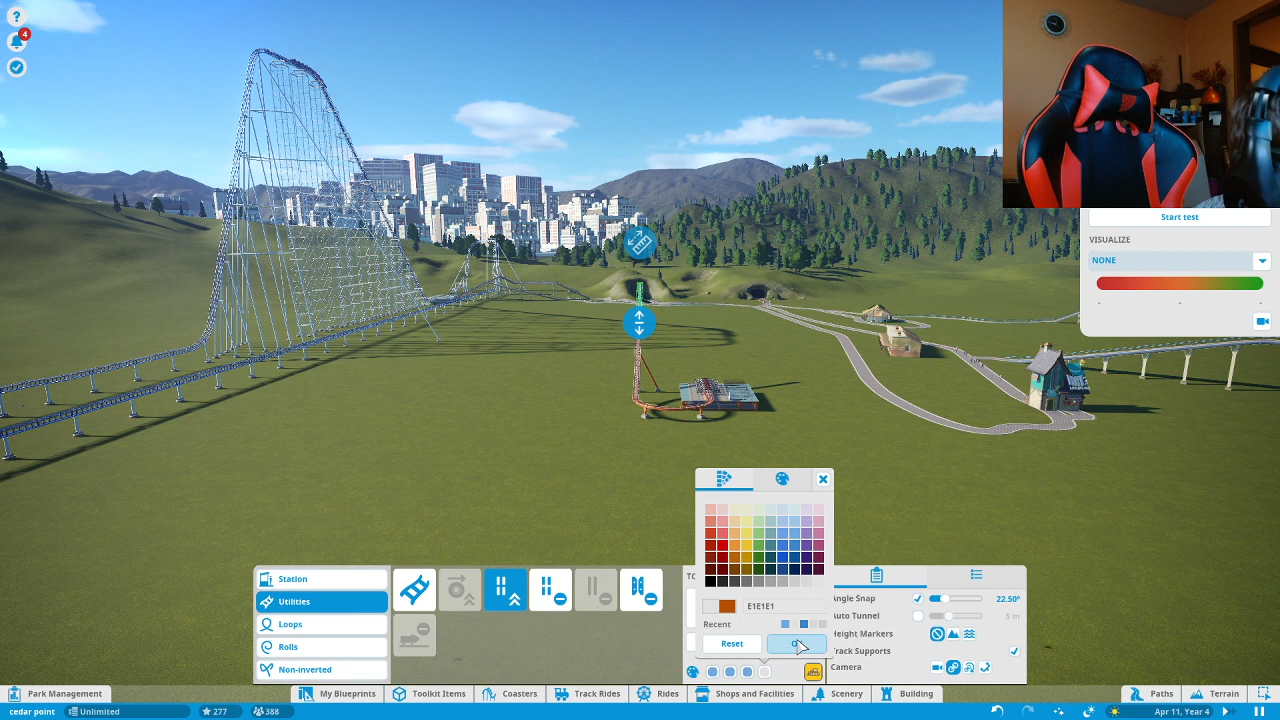 ?
4
Start test
VISUALIZE
NONE
-
-
-
Station
Utilities
Loops
Rolls
Non-inverted
E1E1E1
Recent
Reset
Angle Snap
22.50°
Auto Tunnel
5 m
Height Markers
Track Supports
Camera
Park Management
My Blueprints
Toolkit Items
Coasters
Track Rides
Rides
Shops and Facilities
Scenery
Building
Paths
Terrain
cedar point
Unlimited
277
388
Apr 11, Year 4